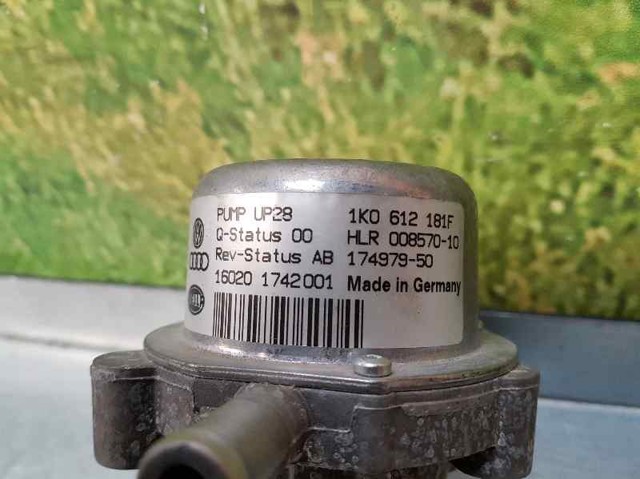 PUMP UP28 1K0 612 181F
Q-Status 00 HLR 008570-10
Rev-Status AB 174979-50
16020 1742001 Made in Germany